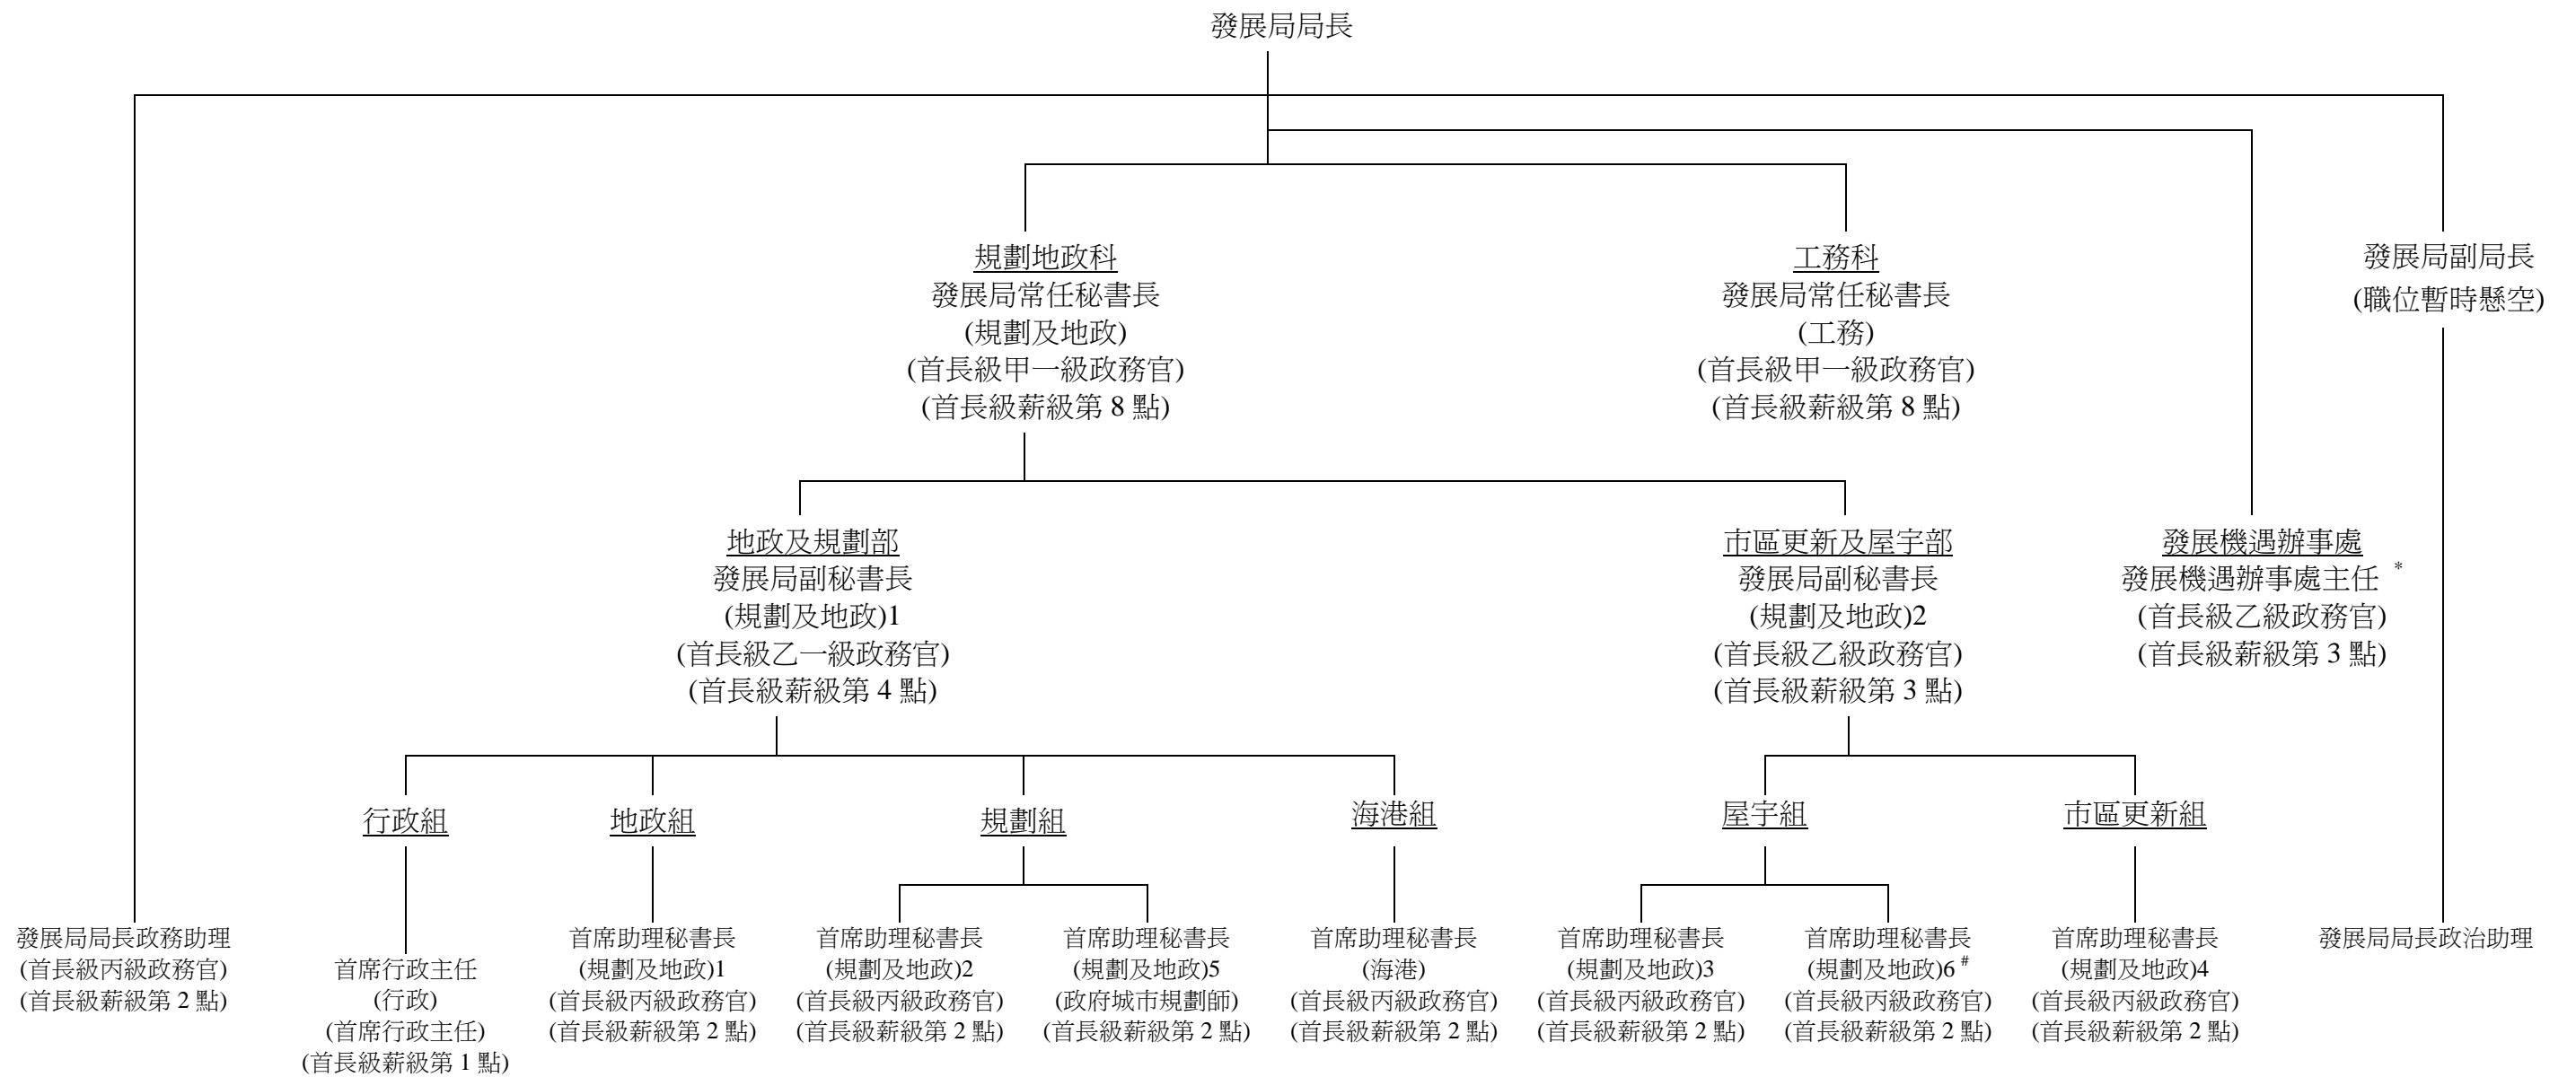 發展局局長
規劃地政科
發展局常任秘書長
(規劃及地政)
(首長級甲一級政務官)
(首長級薪級第 8 點)
工務科
發展局常任秘書長
(工務)
(首長級甲一級政務官)
(首長級薪級第 8 點)
發展局副局長
(職位暫時懸空)
地政及規劃部
發展局副秘書長
(規劃及地政)1
(首長級乙一級政務官)
(首長級薪級第 4 點)
市區更新及屋宇部
發展局副秘書長
(規劃及地政)2
(首長級乙級政務官)
(首長級薪級第 3 點)
發展機遇辦事處
發展機遇辦事處主任 *
(首長級乙級政務官)
(首長級薪級第 3 點)
行政組
地政組
規劃組
海港組
屋宇組
市區更新組
發展局局長政務助理
(首長級丙級政務官)
(首長級薪級第 2 點)
首席行政主任
(行政)
(首席行政主任)
(首長級薪級第 1 點)
首席助理秘書長
(規劃及地政)1
(首長級丙級政務官)
(首長級薪級第 2 點)
首席助理秘書長
(規劃及地政)2
(首長級丙級政務官)
(首長級薪級第 2 點)
首席助理秘書長
(規劃及地政)5
(政府城市規劃師)
(首長級薪級第 2 點)
首席助理秘書長
(海港)
(首長級丙級政務官)
(首長級薪級第 2 點)
首席助理秘書長
(規劃及地政)3
(首長級丙級政務官)
(首長級薪級第 2 點)
首席助理秘書長
(規劃及地政)6 #
(首長級丙級政務官)
(首長級薪級第 2 點)
首席助理秘書長
(規劃及地政)4
(首長級丙級政務官)
(首長級薪級第 2 點)
發展局局長政治助理